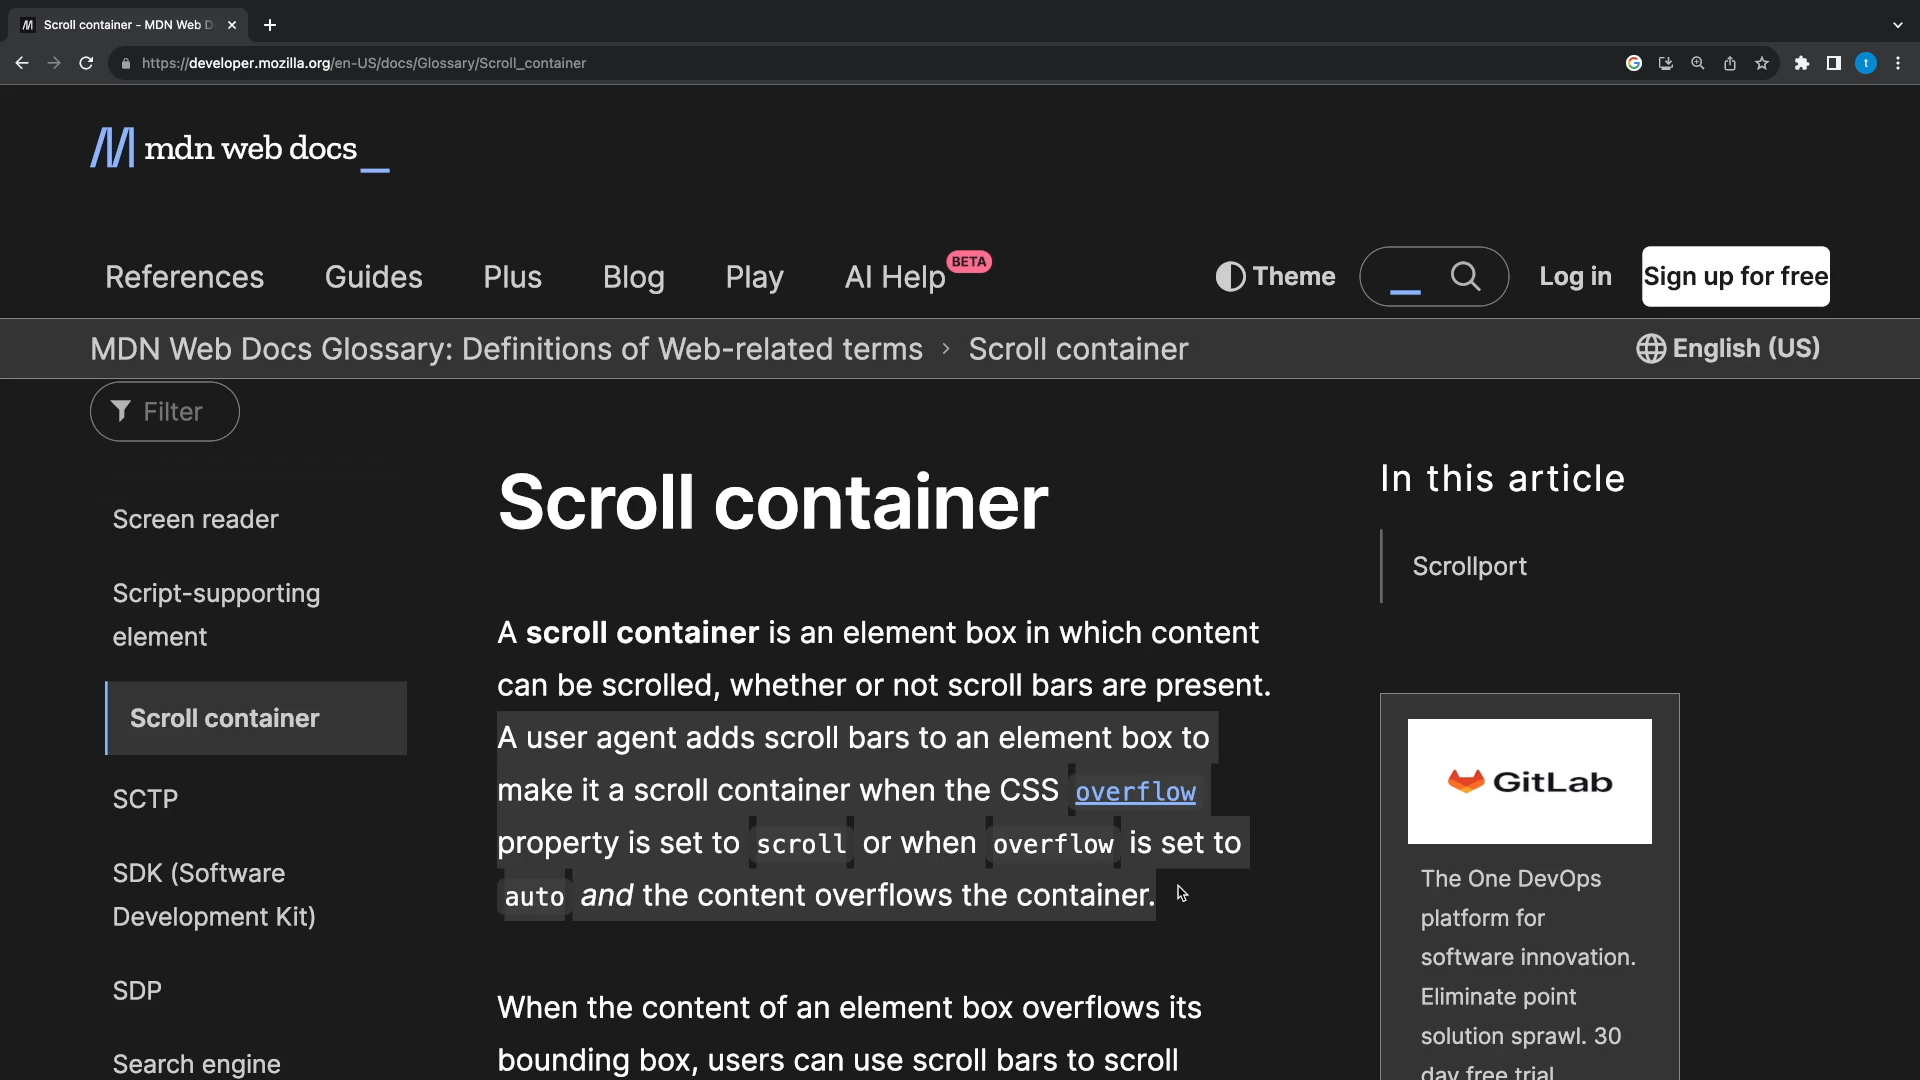 Scroll container - MDN Web D
https://developer.mozilla.org/en-US/docs/Glossary/Scroll_container
t
mdn web docs_
References
Guides
Plus
Blog
Play
AI Help
BETA
Theme
Log in
Sign up for free
MDN Web Docs Glossary: Definitions of Web-related terms
Scroll container
English (US)
Filter
Screen reader
Script-supporting
element
Scroll container
SCTP
SDK (Software
Development Kit)
SDP
Search engine
Scroll container
A scroll container is an element box in which content
can be scrolled, whether or not scroll bars are present.
A user agent adds scroll bars to an element box to
make it a scroll container when the CSS overflow
property is set to scroll or when overflow is set to
auto and the content overflows the container.
When the content of an element box overflows its
bounding box, users can use scroll bars to scroll
In this article
Scrollport
GitLab
The One DevOps
platform for
software innovation.
Eliminate point
solution sprawl. 30
day free trial